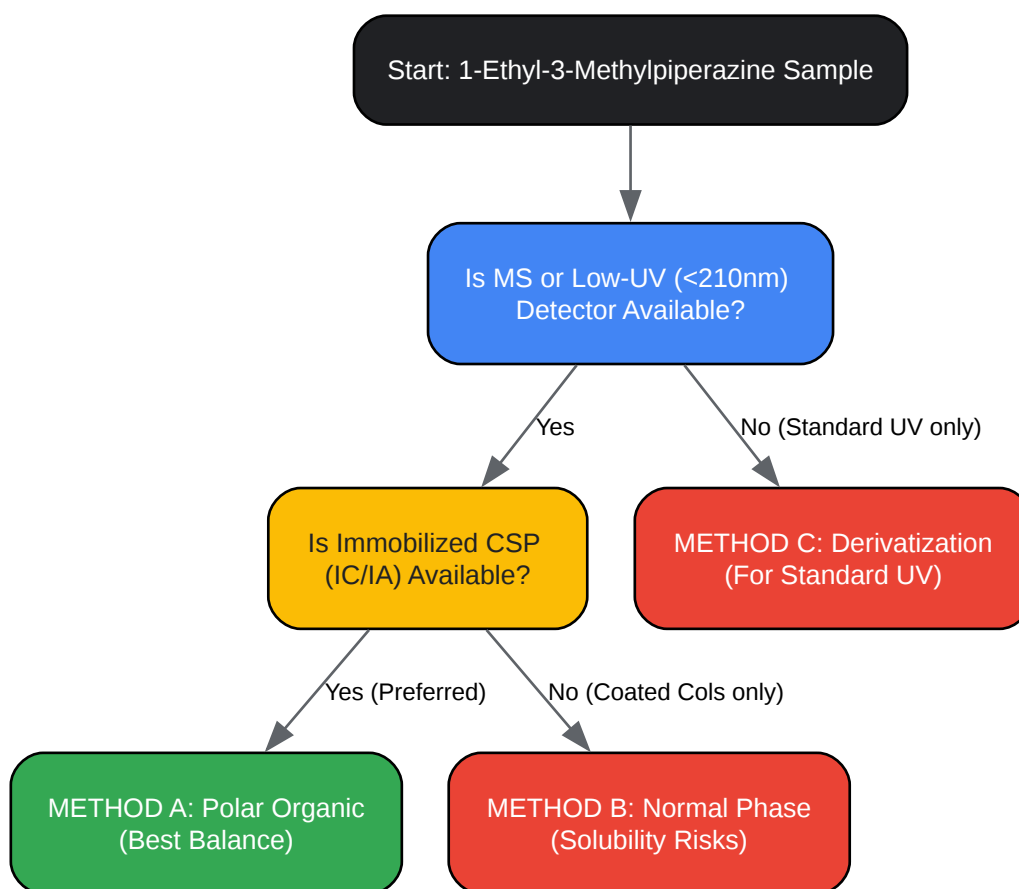 Start: 1-Ethyl-3-Methylpiperazine Sample
Is MS or Low-UV (<210nm)
Detector Available?
Yes
No (Standard UV only)
Is Immobilized CSP
(IC/IA) Available?
METHOD C: Derivatization
(For Standard UV)
Yes (Preferred)
No (Coated Cols only)
METHOD A: Polar Organic
(Best Balance)
METHOD B: Normal Phase
(Solubility Risks)